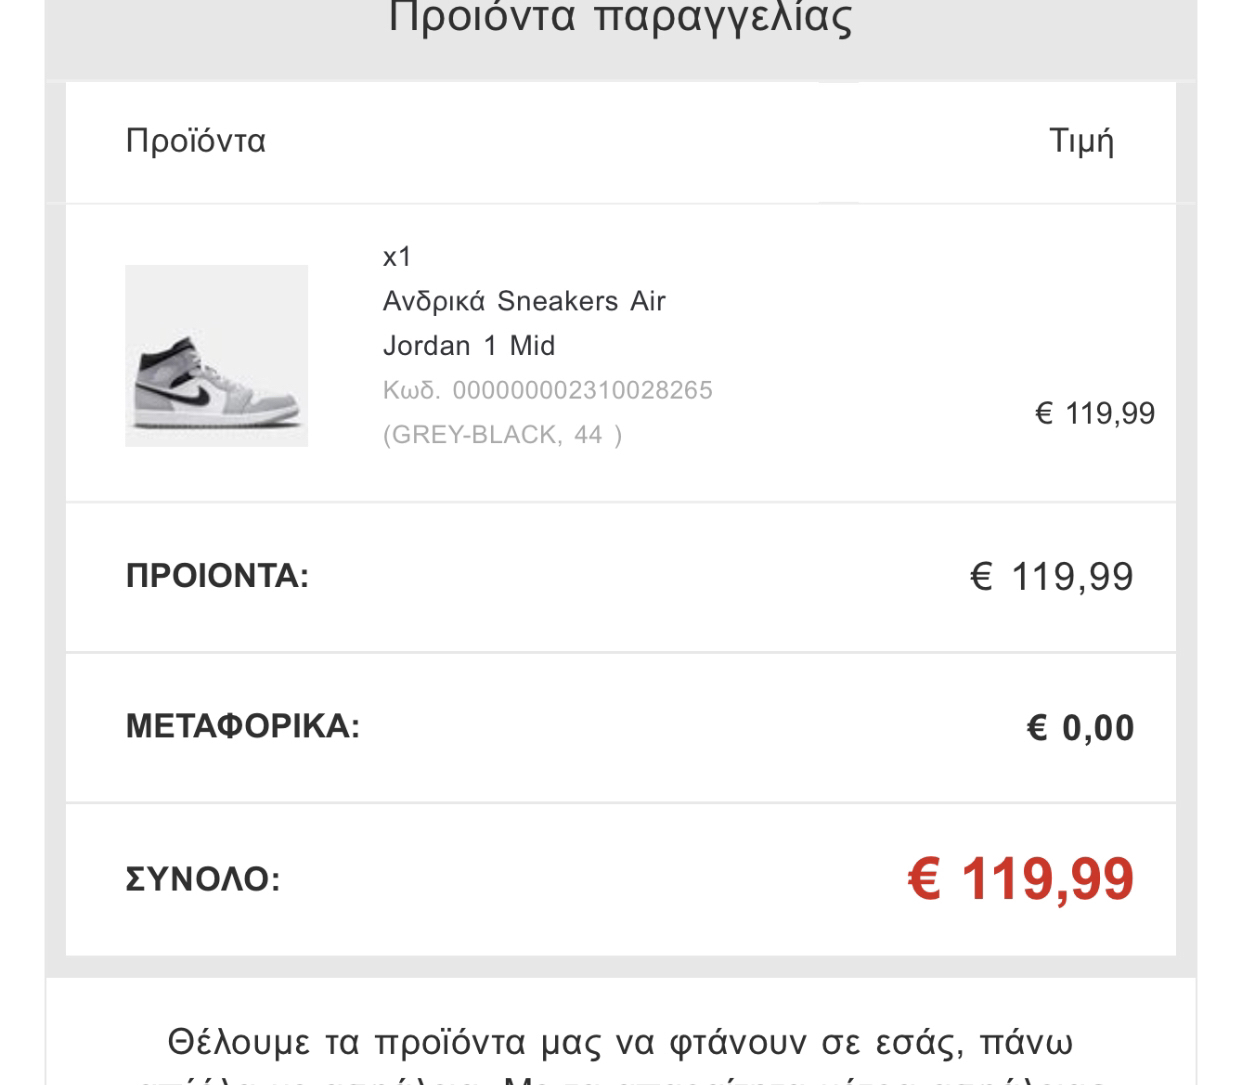 Προιόντα παραγγελίας
Προϊόντα Τιμή
x1
Ανδρικά Sneakers Air
Jordan 1 Mid
Κωδ. 000000002310028265
(GREY-BLACK, 44 )
€ 119,99
ΠΡΟΙΟΝΤΑ: € 119,99
ΜΕΤΑΦΟΡΙΚΑ: € 0,00
ΣΥΝΟΛΟ: € 119,99
Θέλουμε τα προϊόντα μας να φτάνουν σε εσάς, πάνω